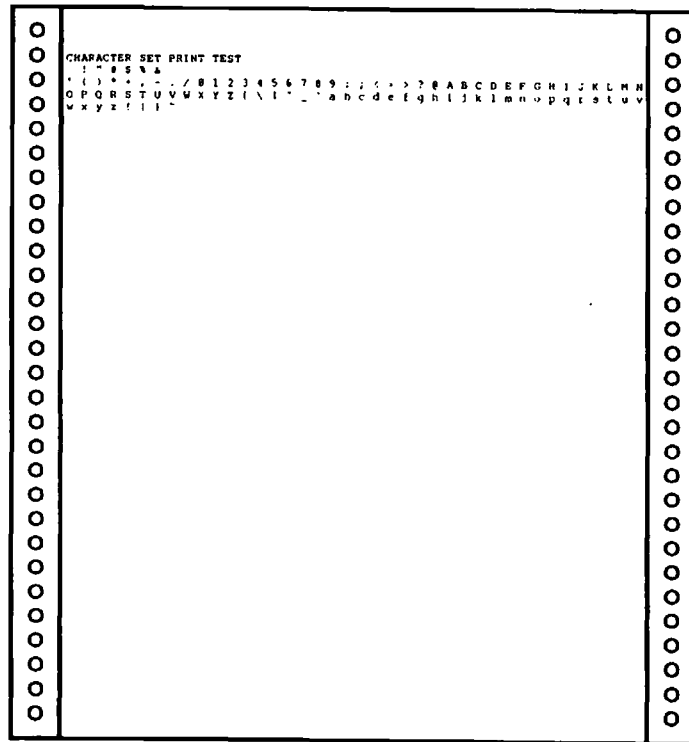 CHARACTER SET PRINT TEST
! " # $ % &
' ( ) * + , - . / 0 1 2 3 4 5 6 7 8 9 : ; < = > ? @ A B C D E F G H I J K L M N
O P Q R S T U V W X Y Z [ \ ] ^ _ ` a b c d e f g h i j k l m n o p q r s t u v
w x y z { | } ~